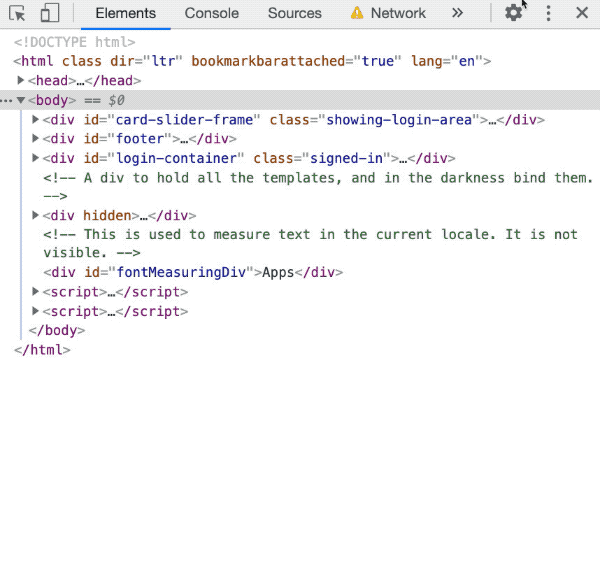 Elements Console Sources Network »
<!DOCTYPE html>
<html class dir="ltr" bookmarkbarattached="true" lang="en">
<head>…</head>
<body> == $0
<div id="card-slider-frame" class="showing-login-area">…</div>
<div id="footer">…</div>
<div id="login-container" class="signed-in">…</div>
<!-- A div to hold all the templates, and in the darkness bind them.
-->
<div hidden>…</div>
<!-- This is used to measure text in the current locale. It is not
visible. -->
<div id="fontMeasuringDiv">Apps</div>
<script>…</script>
<script>…</script>
</body>
</html>